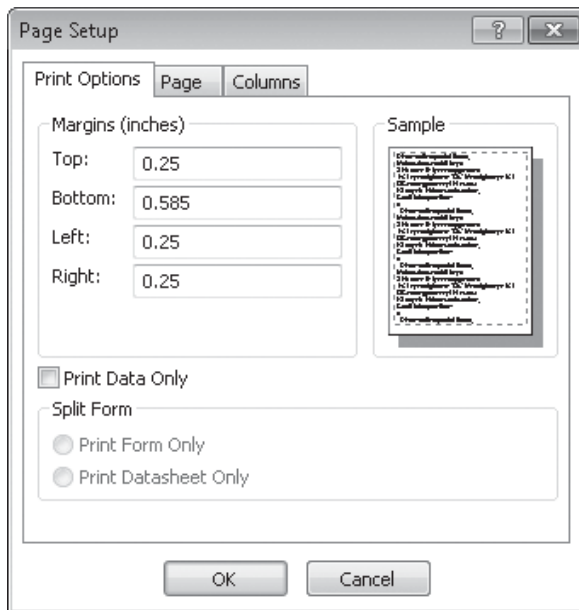 Page Setup
Print Options Page Columns
Margins (inches)
Top: 0.25
Bottom: 0.585
Left: 0.25
Right: 0.25
Sample
Print Data Only
Split Form
Print Form Only
Print Datasheet Only
OK Cancel